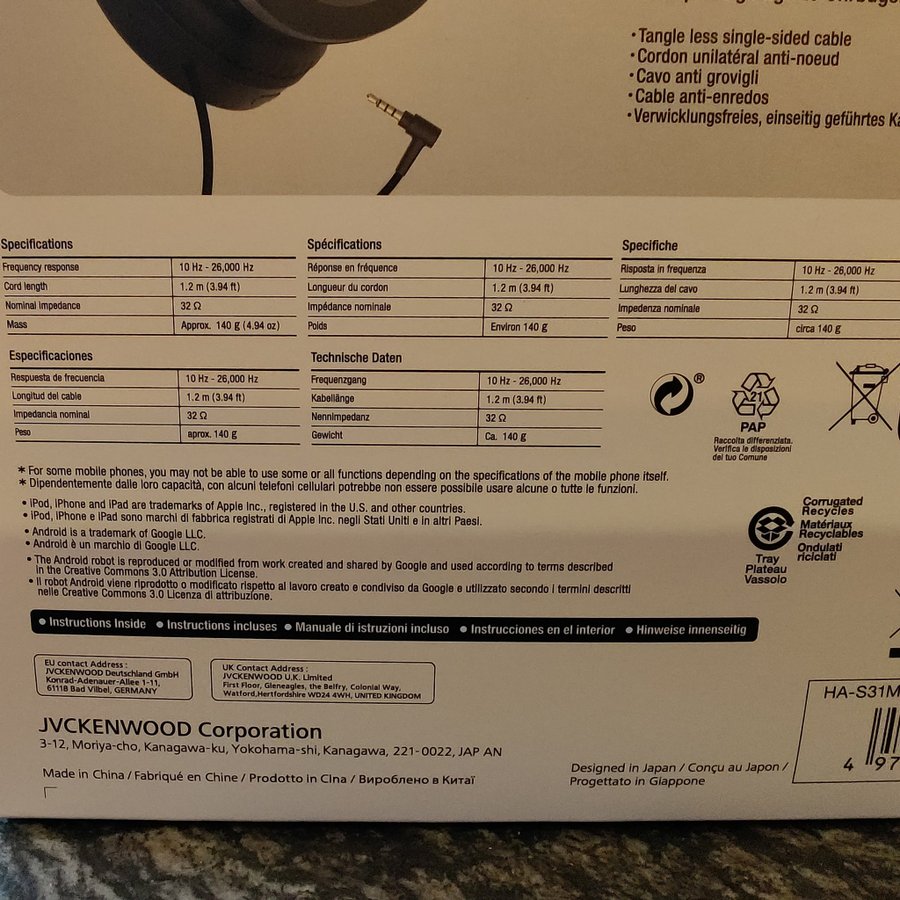 •Tangle less single-sided cable
•Cordon unilatéral anti-noeud
•Cavo anti grovigli
•Cable anti-enredos
•Verwicklungsfreies, einseitig geführtes
Specifications
Frequency response 10 Hz - 26,000 Hz
Cord length 1.2 m (3.94 ft)
Nominal impedance 32 Ω
Mass Approx. 140 g (4.94 oz)
Spécifications
Réponse en fréquence 10 Hz - 26,000 Hz
Longueur du cordon 1.2 m (3.94 ft)
Impédance nominale 32 Ω
Poids Environ 140 g
Specifiche
Risposta in frequenza 10 Hz - 26,000 Hz
Lunghezza del cavo 1.2 m (3.94 ft)
Impedenza nominale 32 Ω
Peso circa 140 g
Especificaciones
Respuesta de frecuencia 10 Hz - 26,000 Hz
Longitud del cable 1.2 m (3.94 ft)
Impedancia nominal 32 Ω
Peso aprox. 140 g
Technische Daten
Frequenzgang 10 Hz - 26,000 Hz
Kabellänge 1.2 m (3.94 ft)
Nennimpedanz 32 Ω
Gewicht Ca. 140 g
®
21
PAP
Raccolta differenziata.
Verifica le disposizioni
del tuo Comune
* For some mobile phones, you may not be able to use some or all functions depending on the specifications of the mobile phone itself.
* Dipendentemente dalle loro capacità, con alcuni telefoni cellulari potrebbe non essere possibile usare alcune o tutte le funzioni.
• iPod, iPhone and iPad are trademarks of Apple Inc., registered in the U.S. and other countries.
• iPod, iPhone e iPad sono marchi di fabbrica registrati di Apple Inc. negli Stati Uniti e in altri Paesi.
• Android is a trademark of Google LLC.
• Android è un marchio di Google LLC.
• The Android robot is reproduced or modified from work created and shared by Google and used according to terms described
in the Creative Commons 3.0 Attribution License.
• Il robot Android viene riprodotto o modificato rispetto al lavoro creato e condiviso da Google e utilizzato secondo i termini descritti
nelle Creative Commons 3.0 Licenza di attribuzione.
Corrugated
Recycles
Matériaux
Recyclables
Ondulati
riciclati
Tray
Plateau
Vassolo
• Instructions Inside • Instructions incluses • Manuale di istruzioni incluso • Instrucciones en el interior • Hinweise innenseitig
EU contact Address :
JVCKENWOOD Deutschland GmbH
Konrad-Adenauer-Allee 1-11,
61118 Bad Vilbel, GERMANY
UK Contact Address :
JVCKENWOOD U.K. Limited
First Floor, Gleneagles, the Belfry, Colonial Way,
Watford,Hertfordshire WD24 4WH, UNITED KINGDOM
JVCKENWOOD Corporation
3-12, Moriya-cho, Kanagawa-ku, Yokohama-shi, Kanagawa, 221-0022, JAP AN
Made in China / Fabriqué en Chine / Prodotto in CIna / Вироблено в Китаї
Designed in Japan / Conçu au Japon /
Progettato in Giappone
HA-S31M
4 97